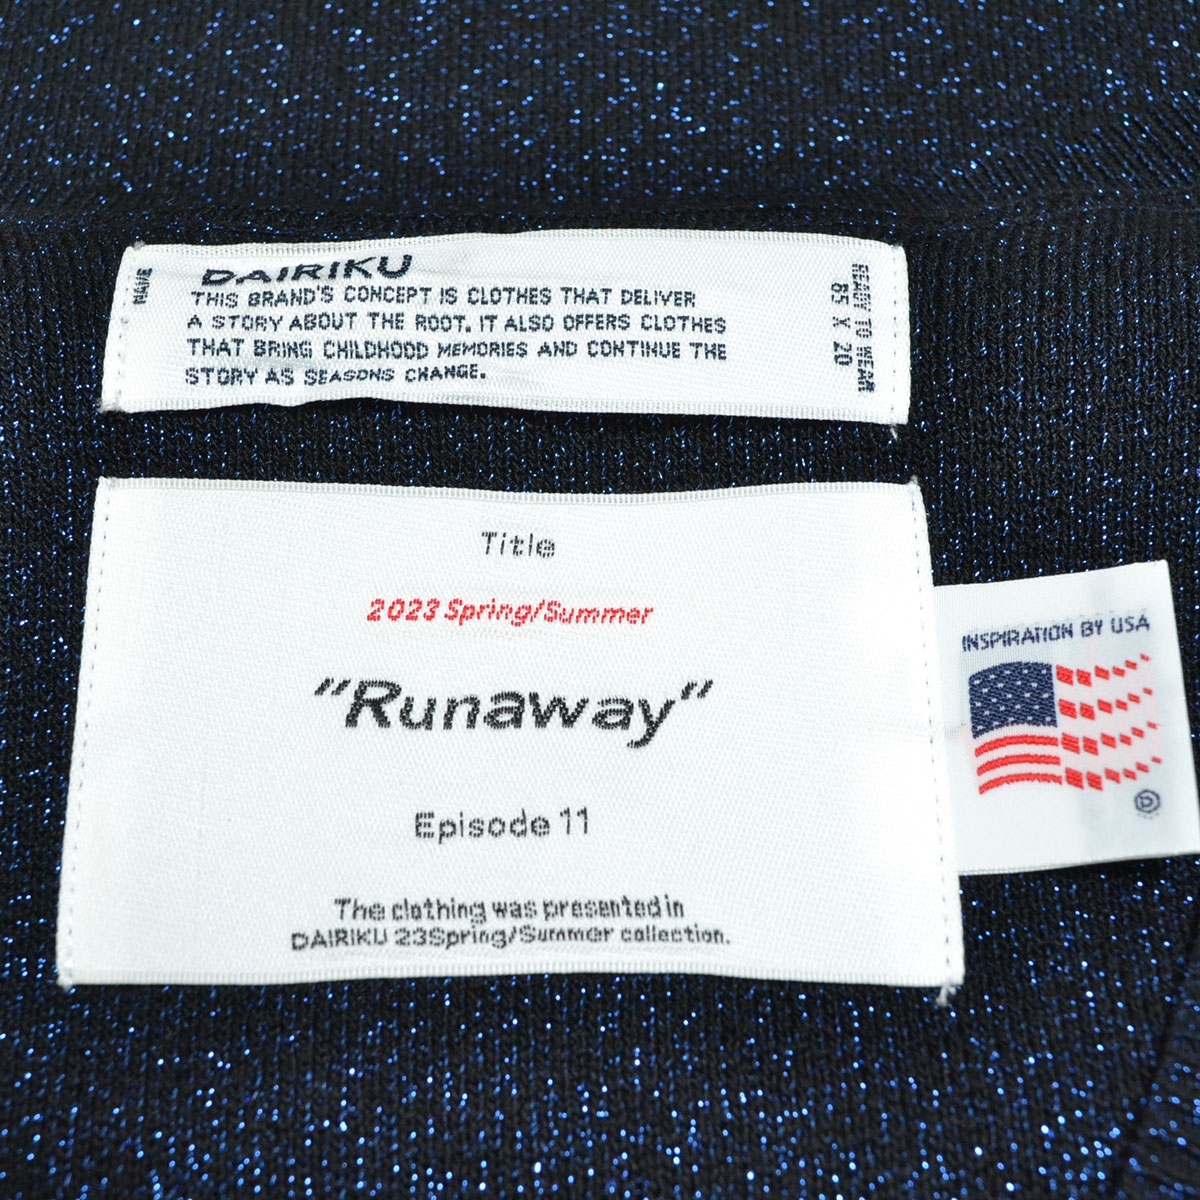 DAIRIKU
THIS BRAND'S CONCEPT IS CLOTHES THAT DELIVER
A STORY ABOUT THE ROOT. IT ALSO OFFERS CLOTHES
THAT BRING CHILDHOOD MEMORIES AND CONTINUE THE
STORY AS SEASONS CHANGE.
READY TO WEAR
85 X 20
Title
2023 Spring/Summer
"Runaway"
Episode 11
The clothing was presented in
DAIRIKU 23Spring/Summer collection.
INSPIRATION BY USA